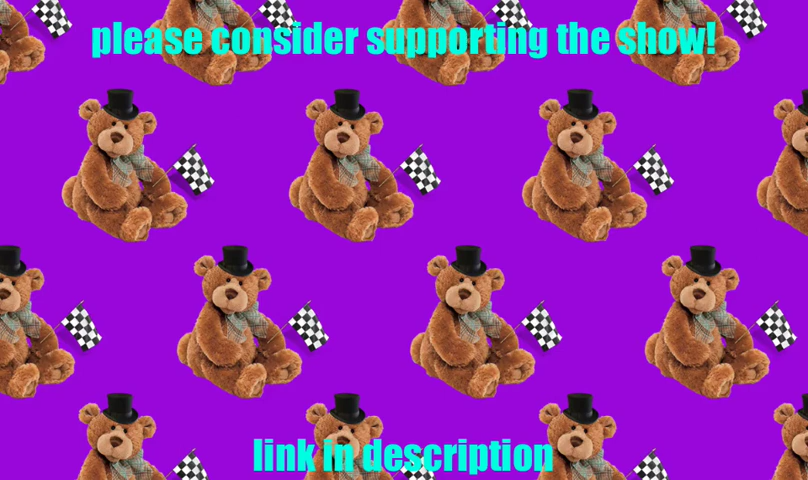 please consider supporting the show!
link in description